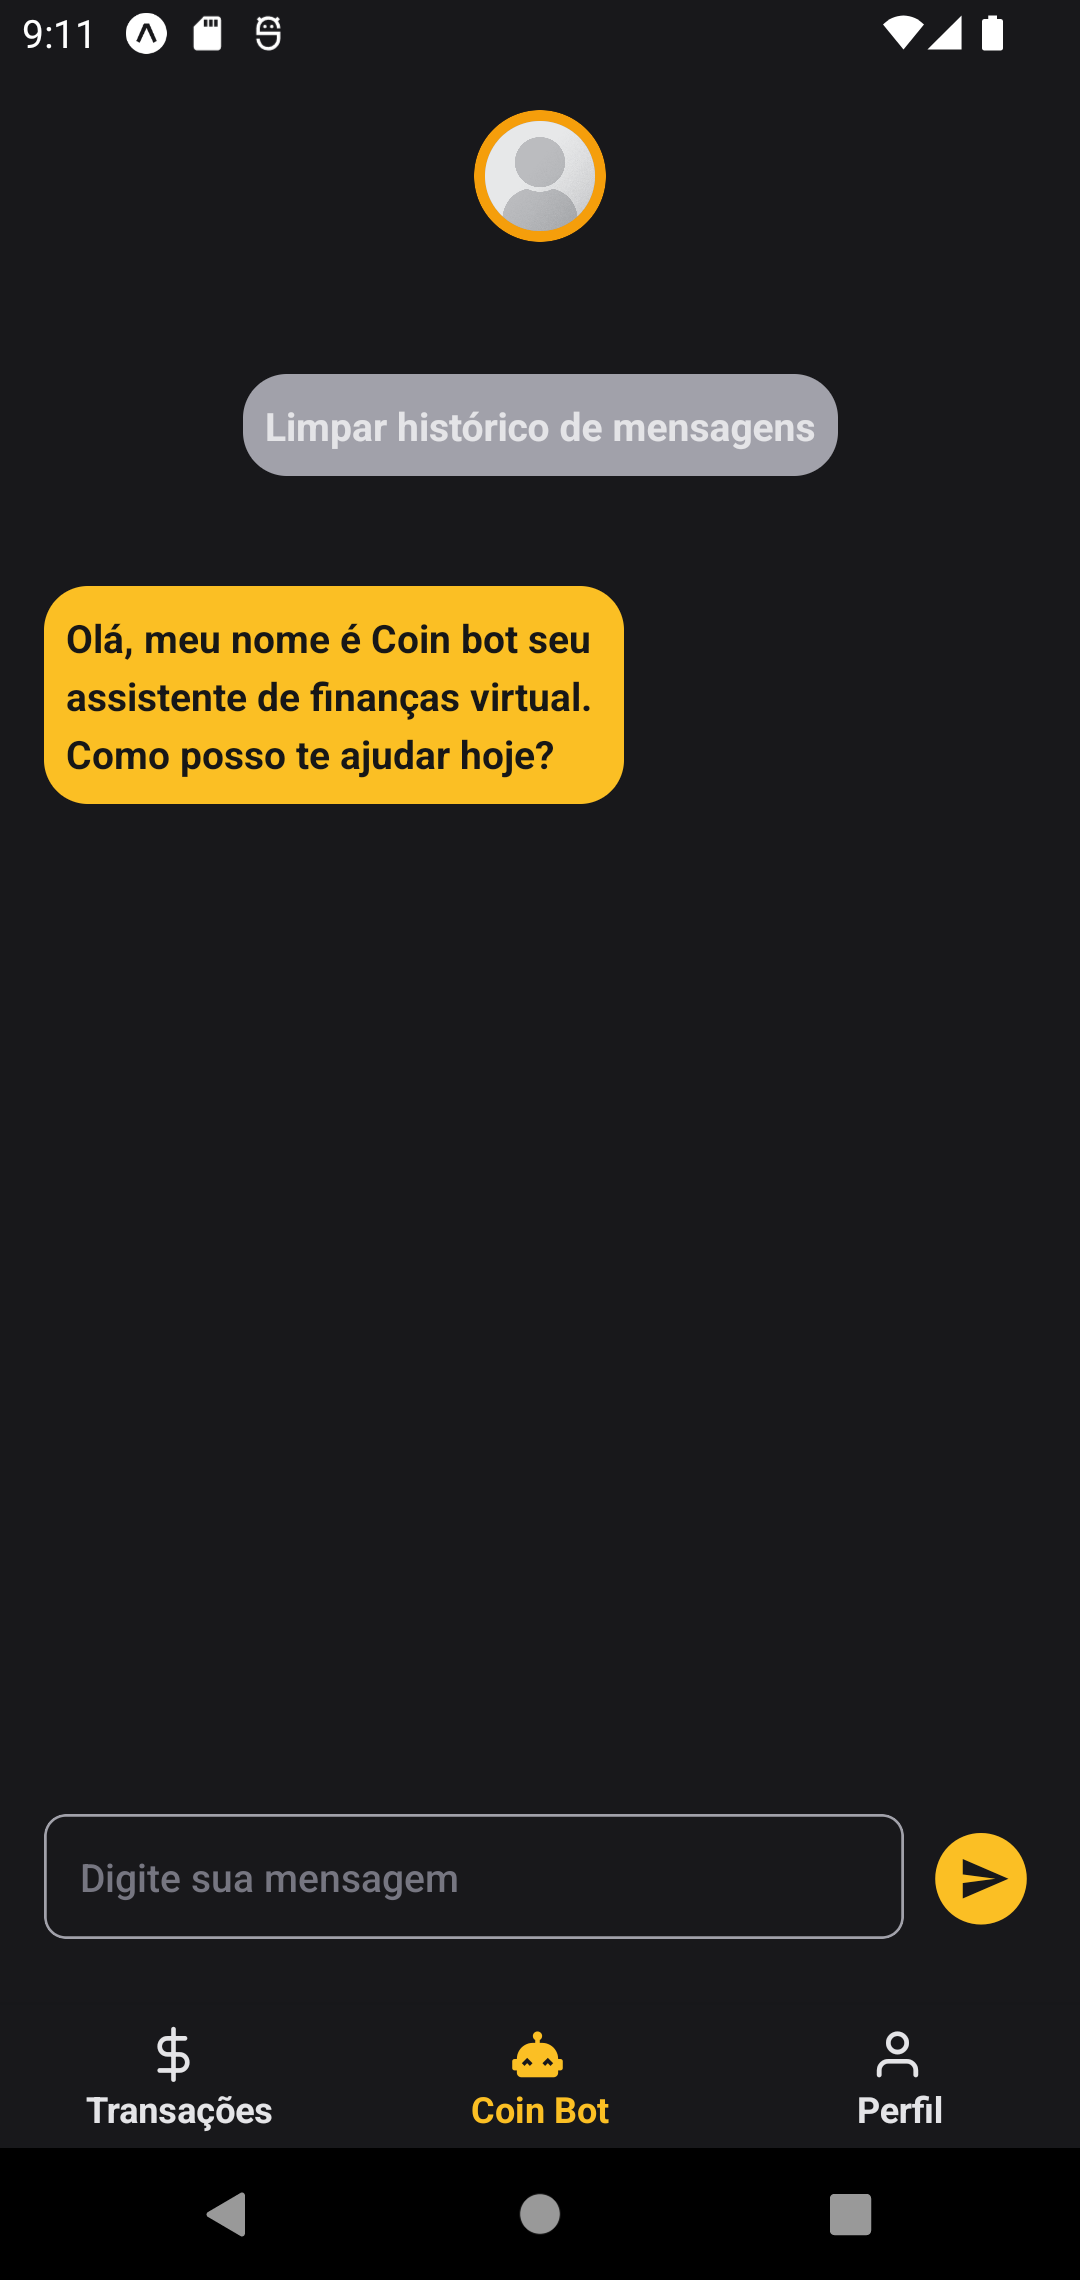 9:11
Limpar histórico de mensagens
Olá, meu nome é Coin bot seu
assistente de finanças virtual.
Como posso te ajudar hoje?
Digite sua mensagem
Transações
Coin Bot
Perfil